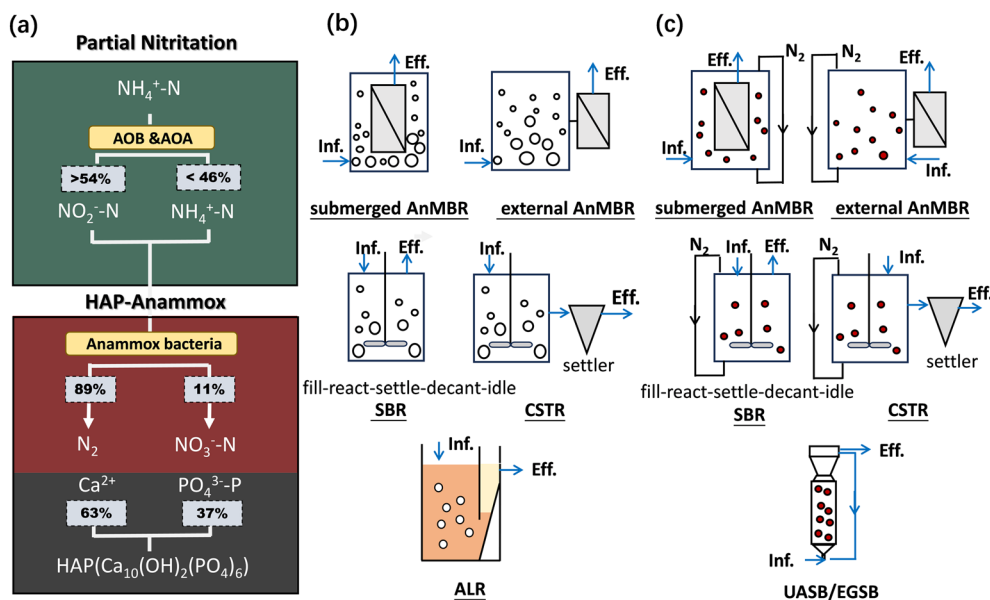 (a)
Partial Nitritation
NH₄⁺-N
AOB &AOA
>54%
< 46%
NO₂⁻-N
NH₄⁺-N
HAP-Anammox
Anammox bacteria
89%
11%
N₂
NO₃⁻-N
Ca²⁺
PO₄³⁻-P
63%
37%
HAP(Ca₁₀(OH)₂(PO₄)₆)
(b)
Eff.
Inf.
submerged AnMBR
Eff.
external AnMBR
Inf.
Eff.
fill-react-settle-decant-idle
SBR
Inf.
Eff.
settler
CSTR
Inf.
Eff.
ALR
(c)
Eff.
N₂
Inf.
submerged AnMBR
N₂
Eff.
Inf.
external AnMBR
N₂
Inf.
Eff.
fill-react-settle-decant-idle
SBR
Inf.
Eff.
settler
CSTR
Eff.
Inf.
UASB/EGSB